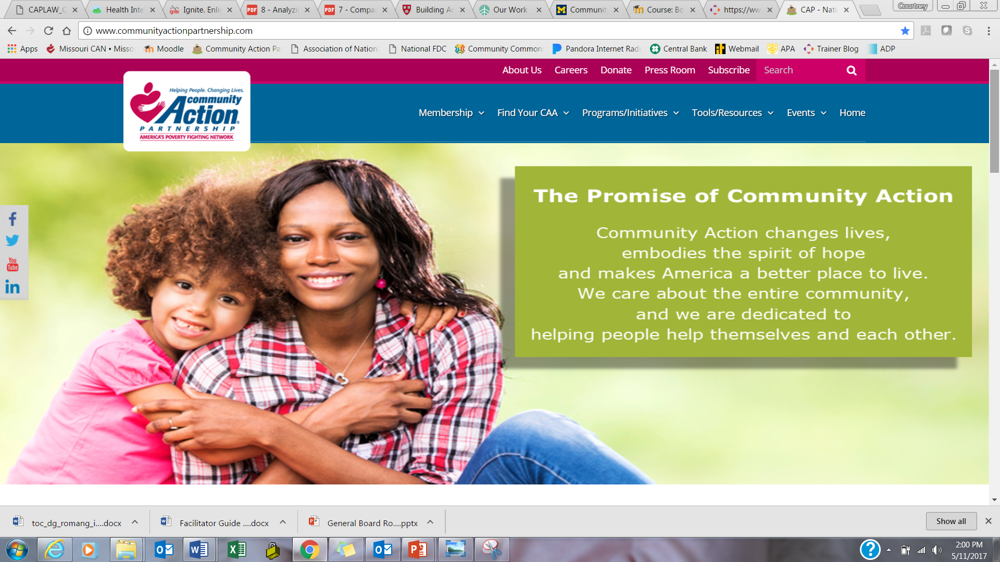 CAPLAW_G
Health Inte
Ignite. Enli
8 - Analyzi
7 - Compa
Building A
Our Work
Communit
Course: Bo
https://ww
CAP - Nati
Courtney
www.communityactionpartnership.com
Apps
Missouri CAN • Misso
Moodle
Community Action Pa
Association of Nationa
National FDC
Community Common
Pandora Internet Radi
Central Bank
Webmail
APA
Trainer Blog
ADP
About Us
Careers
Donate
Press Room
Subscribe
Search
Helping People. Changing Lives.
community
Action
PARTNERSHIP
AMERICA'S POVERTY FIGHTING NETWORK
Membership
Find Your CAA
Programs/Initiatives
Tools/Resources
Events
Home
The Promise of Community Action
Community Action changes lives,
embodies the spirit of hope
and makes America a better place to live.
We care about the entire community,
and we are dedicated to
helping people help themselves and each other.
You
Tube
toc_dg_romang_i....docx
Facilitator Guide ....docx
General Board Ro....pptx
Show all
2:00 PM
5/11/2017